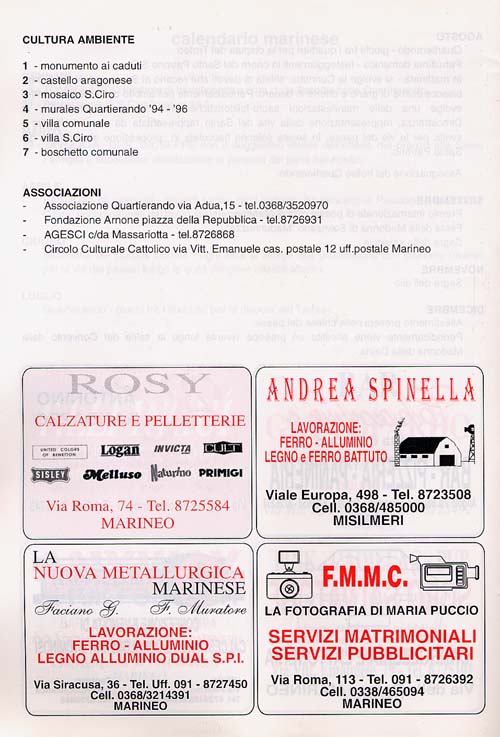 CULTURA AMBIENTE
1 - monumento ai caduti
2 - castello aragonese
3 - mosaico S.Ciro
4 - murales Quartierando '94 - '96
5 - villa comunale
6 - villa S.Ciro
7 - boschetto comunale
ASSOCIAZIONI
- Associazione Quartierando via Adua,15 - tel.0368/3520970
- Fondazione Arnone piazza della Repubblica - tel.8726931
- AGESCI c/da Massariotta - tel.8726868
- Circolo Culturale Cattolico via Vitt. Emanuele cas. postale 12 uff.postale Marineo
ROSY
CALZATURE E PELLETTERIE
UNITED COLORS OF BENETTON Logan INVICTA CULT
SISLEY Melluso Naturino PRIMIGI
Via Roma, 74 - Tel. 8725584
MARINEO
ANDREA SPINELLA
LAVORAZIONE:
FERRO - ALLUMINIO
LEGNO e FERRO BATTUTO
Viale Europa, 498 - Tel. 8723508
Cell. 0368/485000
MISILMERI
LA
NUOVA METALLURGICA
MARINESE
Faciano G. F. Muratore
LAVORAZIONE:
FERRO - ALLUMINIO
LEGNO ALLUMINIO DUAL S.P.I.
Via Siracusa, 36 - Tel. Uff. 091 - 8727450
Cell. 0368/3214391
MARINEO
F.M.M.C.
LA FOTOGRAFIA DI MARIA PUCCIO
SERVIZI MATRIMONIALI
SERVIZI PUBBLICITARI
Via Roma, 113 - Tel. 091 - 8726392
Cell. 0338/465094
MARINEO